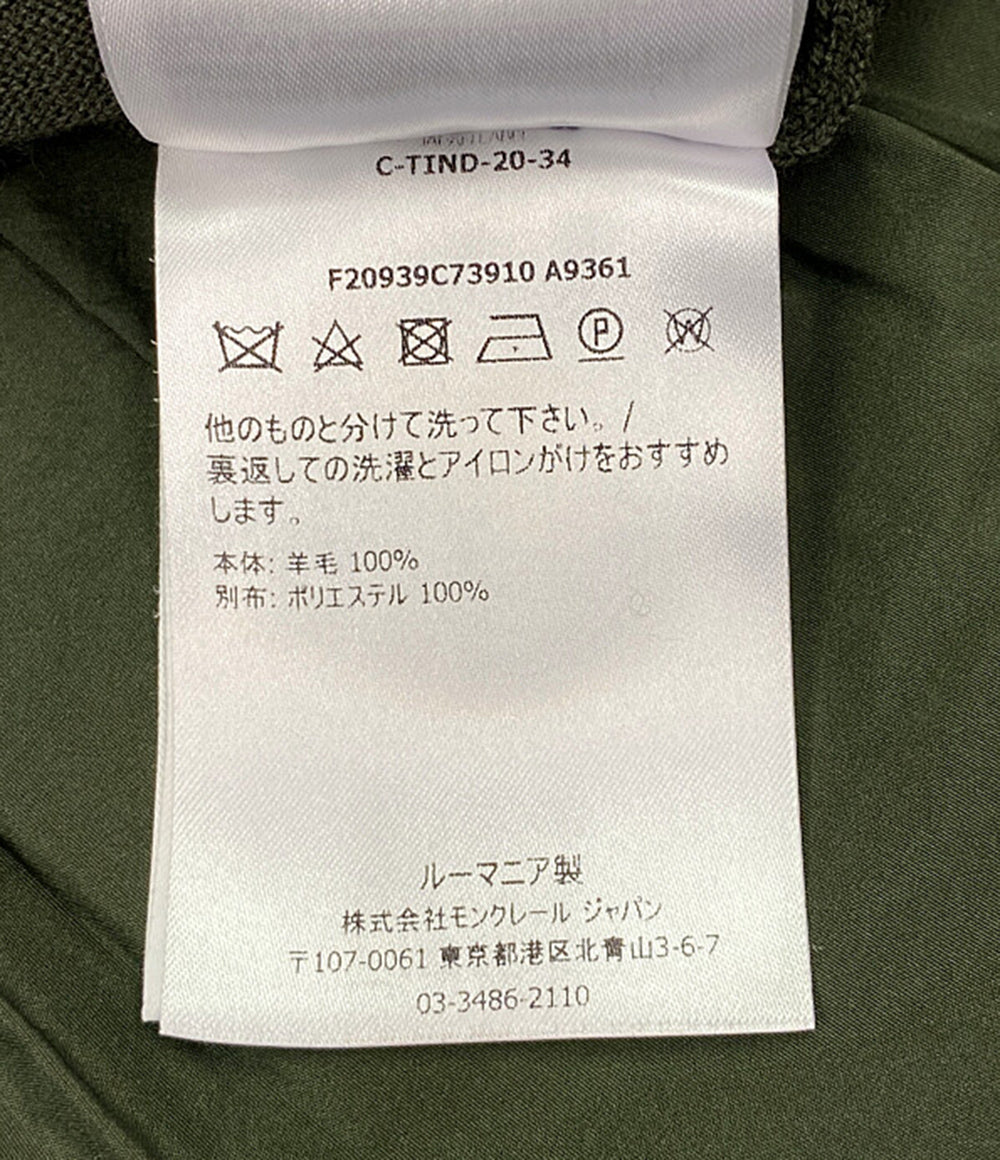 C-TIND-20-34
F20939C73910 A9361
P W
他のものと分けて洗って下さい。/
裏返しての洗濯とアイロンがけをおすすめ
します。
本体: 羊毛 100%
別布: ポリエステル 100%
ルーマニア製
株式会社モンクレール ジャパン
〒107-0061 東京都港区北青山3-6-7
03-3486-2110